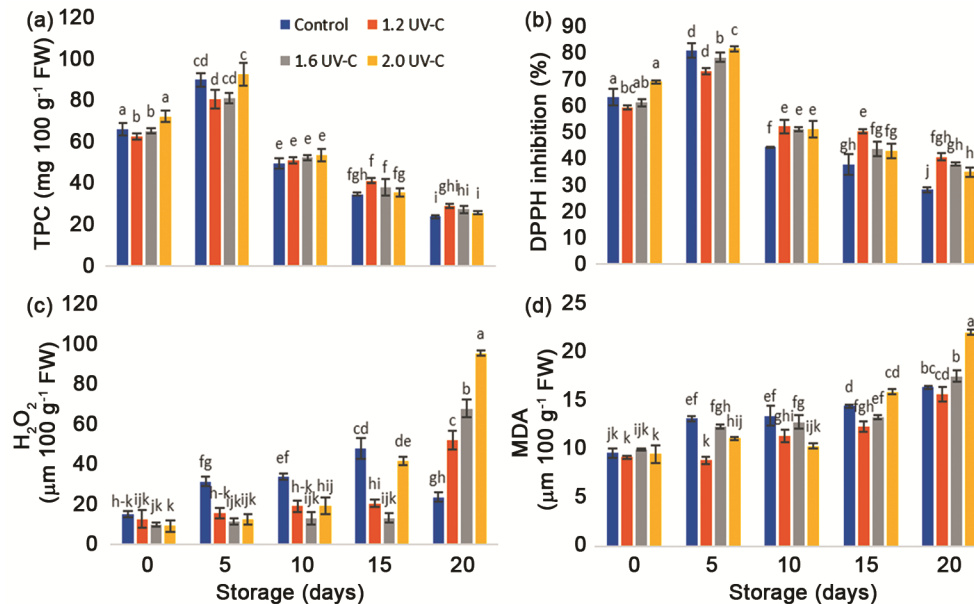 (a)
TPC (mg 100 g-1 FW)
120
100
80
60
40
20
0
Control
1.2 UV-C
1.6 UV-C
2.0 UV-C
a b b a
cd d cd c
e e e e
fgh f f fg
i ghi hi i
(b)
DPPH inhibition (%)
90
80
70
60
50
40
30
20
10
0
a bc ab a
d d b c
f e e e
gh e fg fg
j fgh gh h
(c)
H2O2
(µm 100 g-1 FW)
120
100
80
60
40
20
0
h-k ijk jk k
fg h-k ijk ijk
ef h-k ijk hij
cd hi ijk de
gh c b a
0 5 10 15 20
Storage (days)
(d)
MDA
(µm 100 g-1 FW)
25
20
15
10
5
0
jk k ijk k
ef k fgh hij
ef ghi fg ijk
d fgh ef cd
bc cd b a
0 5 10 15 20
Storage (days)